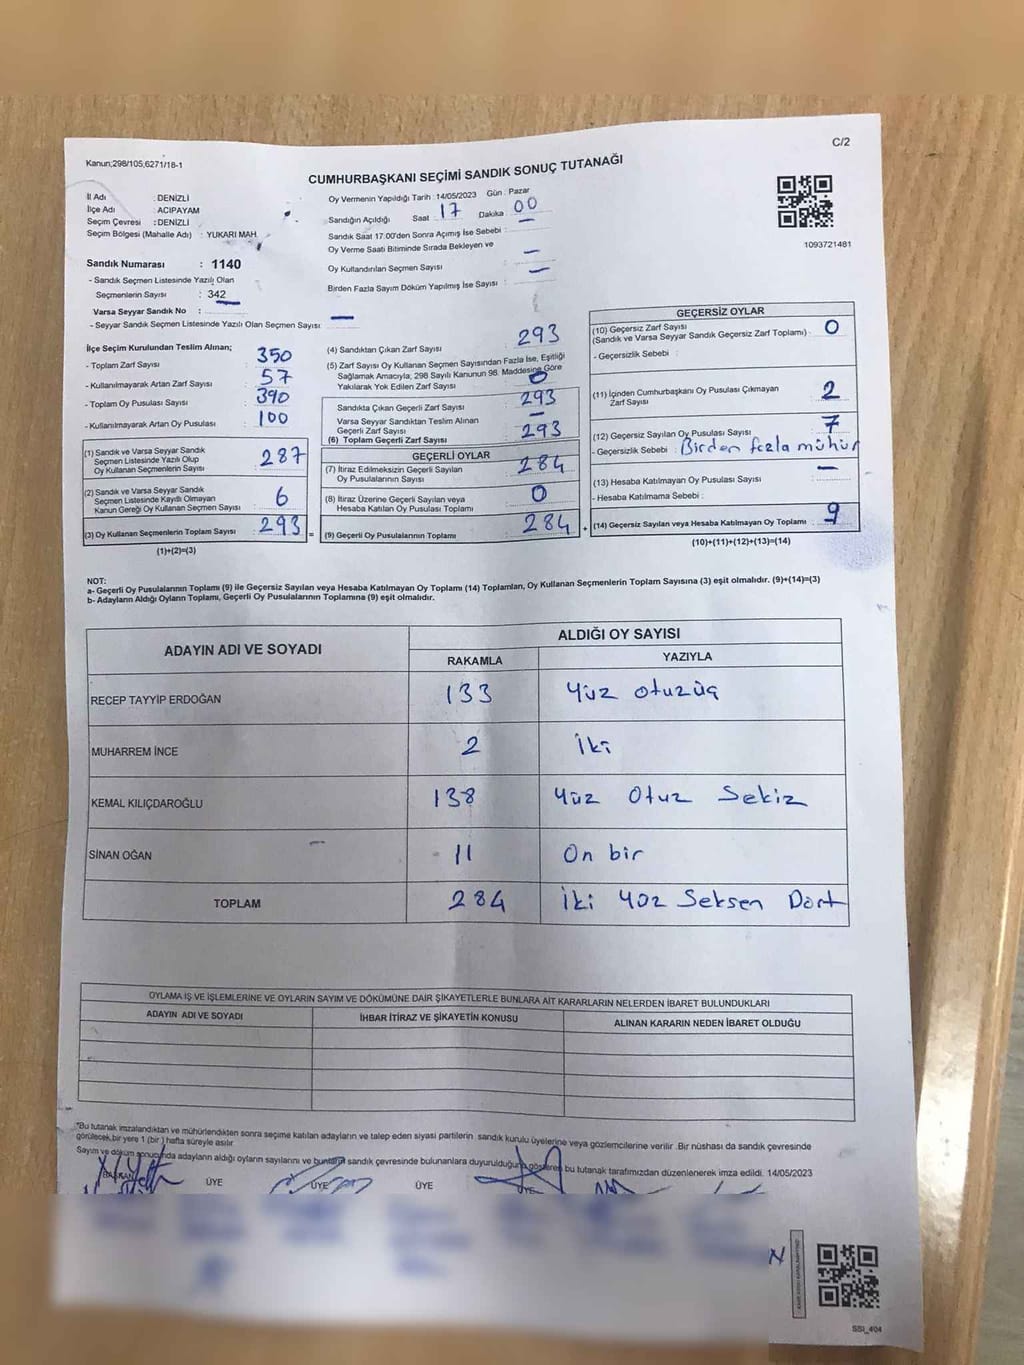 Kanun;298/105,6271/18-1
C/2
CUMHURBAŞKANI SEÇİMİ SANDIK SONUÇ TUTANAĞI
İl Adı : DENİZLİ
İlçe Adı : ACIPAYAM
Seçim Çevresi : DENİZLİ
Seçim Bölgesi (Mahalle Adı) : YUKARI MAH.
Sandık Numarası : 1140
- Sandık Seçmen Listesinde Yazılı Olan
Seçmenlerin Sayısı : 342
Varsa Seyyar Sandık No :
- Seyyar Sandık Seçmen Listesinde Yazılı Olan Seçmen Sayısı : —
Oy Vermenin Yapıldığı Tarih : 14/05/2023 Gün : Pazar
Sandığın Açıldığı Saat 17 Dakika 00
Sandık Saat 17.00'den Sonra Açımış İse Sebebi : —
Oy Verme Saati Bitiminde Sırada Bekleyen ve
Oy Kullandırılan Seçmen Sayısı : —
Birden Fazla Sayım Döküm Yapılmış İse Sayısı : —
1093721481
İlçe Seçim Kurulundan Teslim Alınan;
- Toplam Zarf Sayısı : 350
- Kullanılmayarak Artan Zarf Sayısı : 57
- Toplam Oy Pusulası Sayısı : 390
- Kullanılmayarak Artan Oy Pusulası : 100
(1) Sandık ve Varsa Seyyar Sandık
Seçmen Listesinde Yazılı Olup
Oy Kullanan Seçmenlerin Sayısı : 287
(2) Sandık ve Varsa Seyyar Sandık
Seçmen Listesinde Kayıtlı Olmayan
Kanun Gereği Oy Kullanan Seçmen Sayısı : 6
(3) Oy Kullanan Seçmenlerin Toplam Sayısı : 293
(1)+(2)=(3)
(4) Sandıktan Çıkan Zarf Sayısı : 293
(5) Zarf Sayısı Oy Kullanan Seçmen Sayısından Fazla İse, Eşitliği
Sağlamak Amacıyla, 298 Sayılı Kanunun 98. Maddesine Göre
Yakılarak Yok Edilen Zarf Sayısı : 0
Sandıkta Çıkan Geçerli Zarf Sayısı : 293
Varsa Seyyar Sandıktan Teslim Alınan
Geçerli Zarf Sayısı : —
(6) Toplam Geçerli Zarf Sayısı : 293
GEÇERLİ OYLAR
(7) İtiraz Edilmeksizin Geçerli Sayılan
Oy Pusulalarının Sayısı : 284
(8) İtiraz Üzerine Geçerli Sayılan veya
Hesaba Katılan Oy Pusulası Toplamı : 0
(9) Geçerli Oy Pusulalarının Toplamı : 284
GEÇERSİZ OYLAR
(10) Geçersiz Zarf Sayısı
(Sandık ve Varsa Seyyar Sandık Geçersiz Zarf Toplamı) : 0
- Geçersizlik Sebebi :
(11) İçinden Cumhurbaşkanı Oy Pusulası Çıkmayan
Zarf Sayısı : 2
(12) Geçersiz Sayılan Oy Pusulası Sayısı : 7
- Geçersizlik Sebebi : Birden fazla mühür
(13) Hesaba Katılmayan Oy Pusulası Sayısı : —
- Hesaba Katılmama Sebebi :
(14) Geçersiz Sayılan veya Hesaba Katılmayan Oy Toplamı : 9
(10)+(11)+(12)+(13)=(14)
NOT:
a- Geçerli Oy Pusulalarının Toplamı (9) ile Geçersiz Sayılan veya Hesaba Katılmayan Oy Toplamı (14) Toplamları, Oy Kullanan Seçmenlerin Toplam Sayısına (3) eşit olmalıdır. (9)+(14)=(3)
b- Adayların Aldığı Oyların Toplamı, Geçerli Oy Pusulalarının Toplamına (9) eşit olmalıdır.
ADAYIN ADI VE SOYADI ALDIĞI OY SAYISI
RAKAMLA YAZIYLA
RECEP TAYYİP ERDOĞAN 133 Yüz otuzüç
MUHARREM İNCE 2 İki
KEMAL KILIÇDAROĞLU 138 Yüz Otuz Sekiz
SİNAN OĞAN 11 On bir
TOPLAM 284 İki Yüz Seksen Dört
OYLAMA İŞ VE İŞLEMLERİNE VE OYLARIN SAYIM VE DÖKÜMÜNE DAİR ŞİKAYETLERLE BUNLARA AİT KARARLARIN NELERDEN İBARET BULUNDUKLARI
ADAYIN ADI VE SOYADI İHBAR İTİRAZ VE ŞİKAYETİN KONUSU ALINAN KARARIN NEDEN İBARET OLDUĞU
"Bu tutanak imzalandıktan ve mühürlendikten sonra seçime katılan adayların ve talep eden siyasi partilerin sandık kurulu üyelerine veya gözlemcilerine verilir .Bir nüshası da sandık çevresinde
görülecek bir yere 1 (bir ) hafta süreyle asılır
Sayım ve döküm sonucunda adayların aldığı oyların sayılarını ve bunların sandık çevresinde bulunanlara duyurulduğunu gösteren bu tutanak tarafımızdan düzenlenerek imza edildi. 14/05/2023
BAŞKAN ÜYE ÜYE ÜYE ÜYE
SSI_404